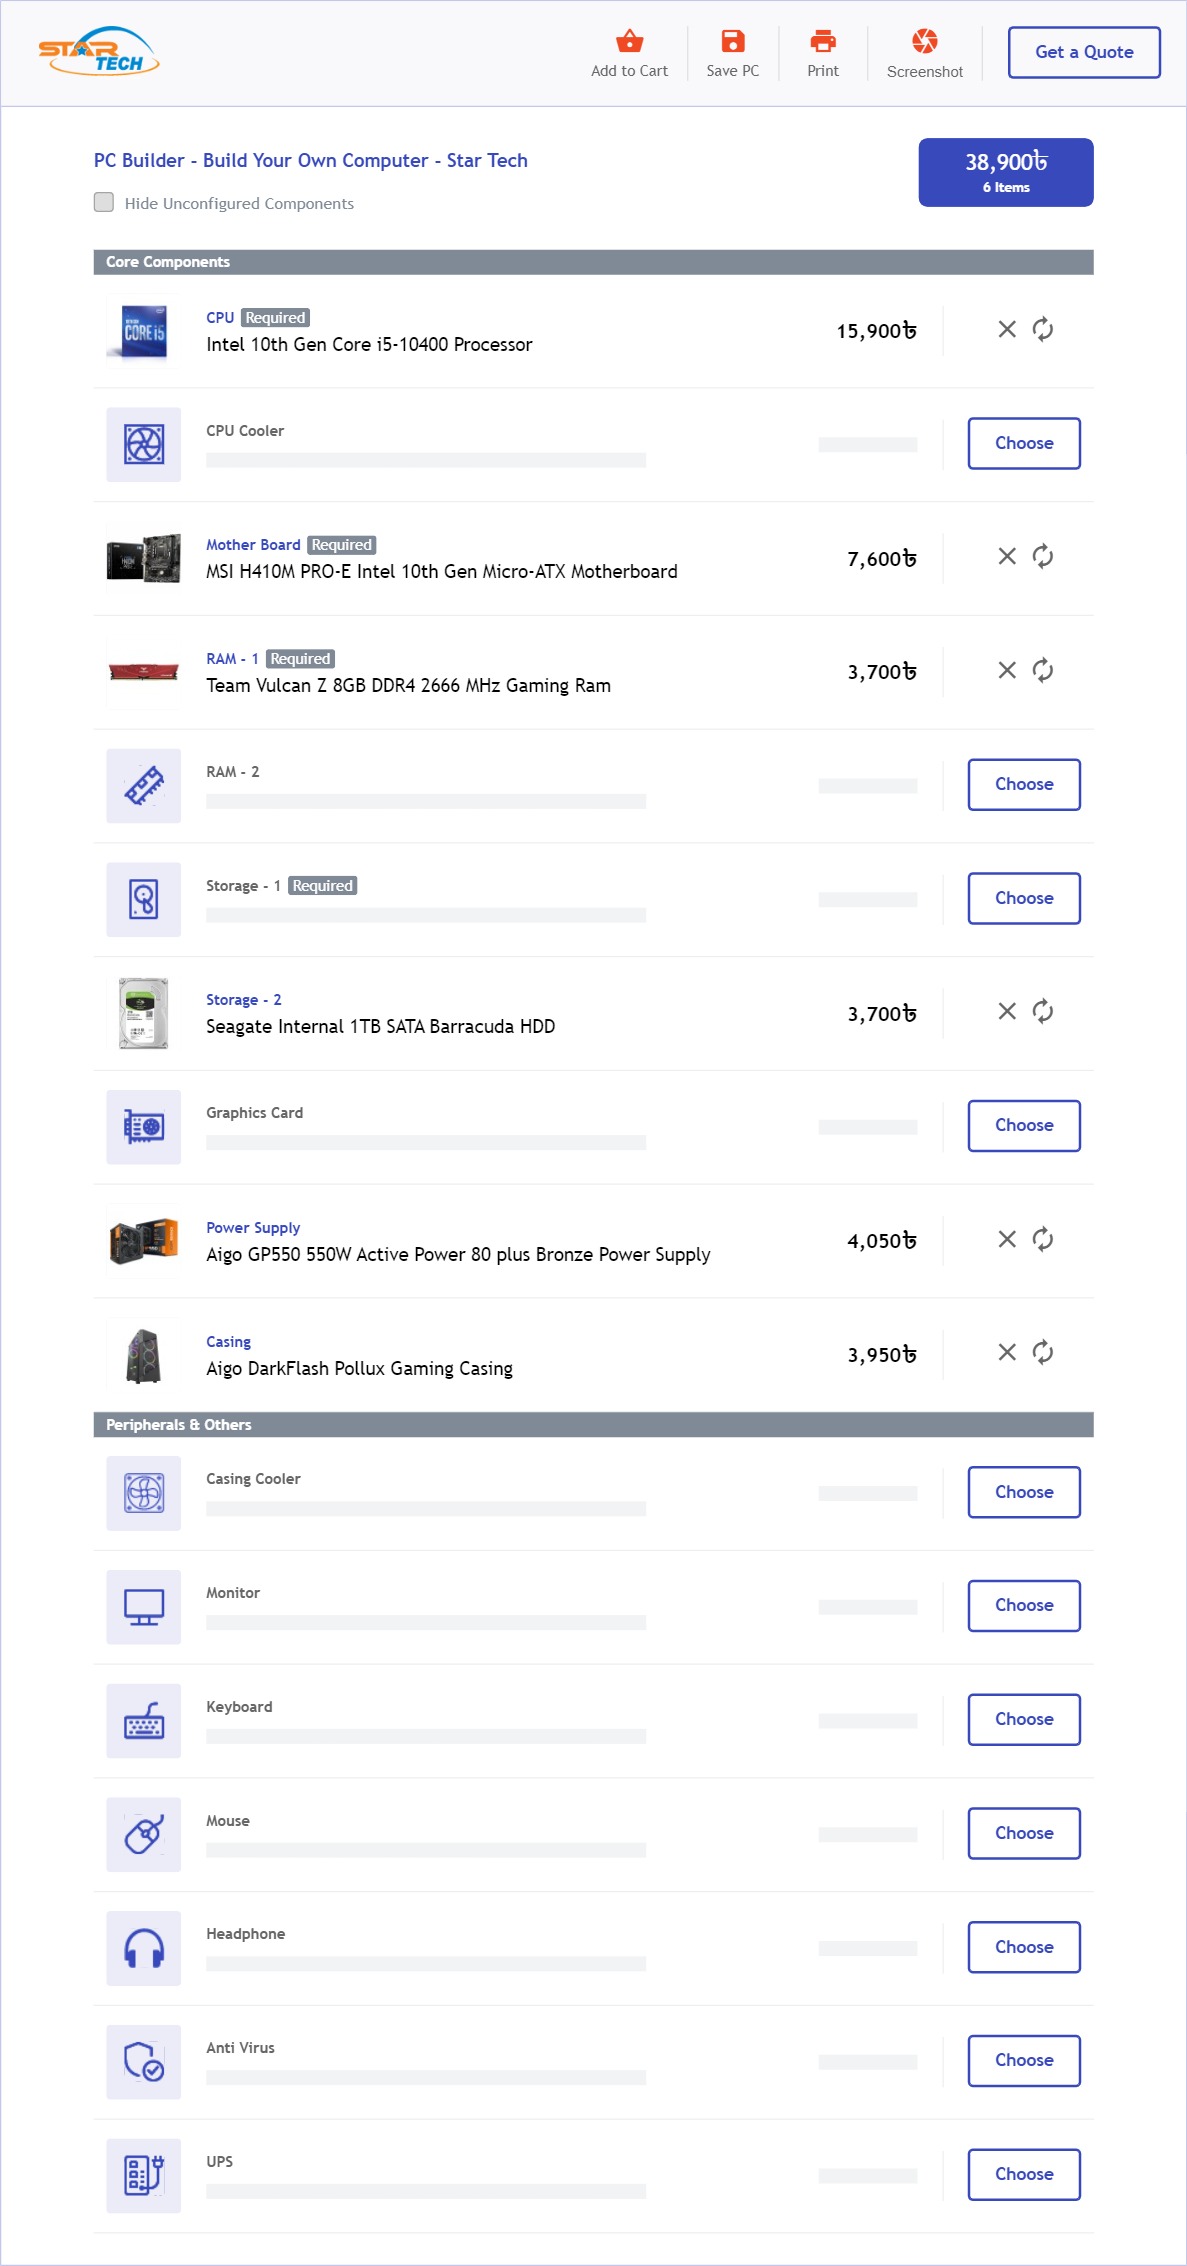 STAR
TECH
Add to Cart
Save PC
Print
Screenshot
Get a Quote
PC Builder - Build Your Own Computer - Star Tech
Hide Unconfigured Components
38,900৳
6 Items
Core Components
CORE i5
CPU Required
Intel 10th Gen Core i5-10400 Processor
15,900৳
CPU Cooler
Choose
Mother Board Required
MSI H410M PRO-E Intel 10th Gen Micro-ATX Motherboard
7,600৳
RAM - 1 Required
Team Vulcan Z 8GB DDR4 2666 MHz Gaming Ram
3,700৳
RAM - 2
Choose
Storage - 1 Required
Choose
Storage - 2
Seagate Internal 1TB SATA Barracuda HDD
3,700৳
Graphics Card
Choose
Power Supply
Aigo GP550 550W Active Power 80 plus Bronze Power Supply
4,050৳
Casing
Aigo DarkFlash Pollux Gaming Casing
3,950৳
Peripherals & Others
Casing Cooler
Choose
Monitor
Choose
Keyboard
Choose
Mouse
Choose
Headphone
Choose
Anti Virus
Choose
UPS
Choose